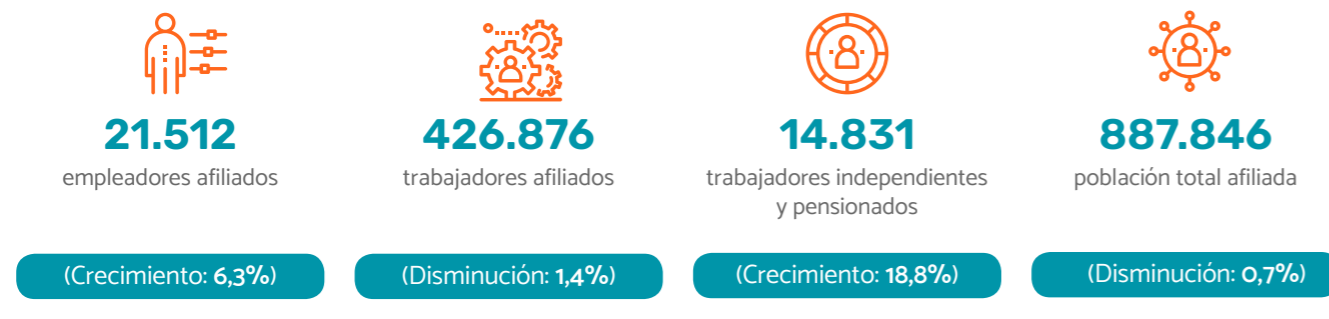 21.512
empleadores afiliados
(Crecimiento: 6,3%)
426.876
trabajadores afiliados
(Disminución: 1,4%)
14.831
trabajadores independientes
y pensionados
(Crecimiento: 18,8%)
887.846
población total afiliada
(Disminución: 0,7%)